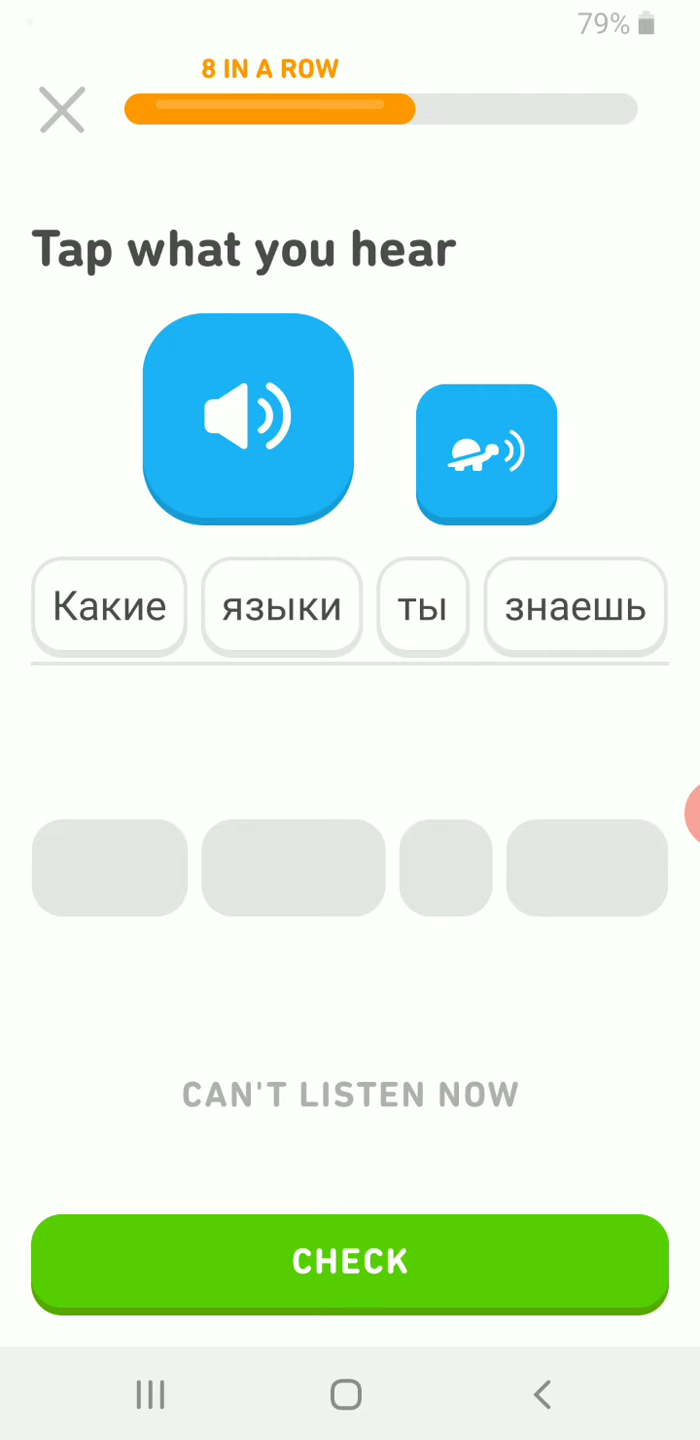 79%
8 IN A ROW
Tap what you hear
Какие языки ты знаешь
CAN'T LISTEN NOW
CHECK